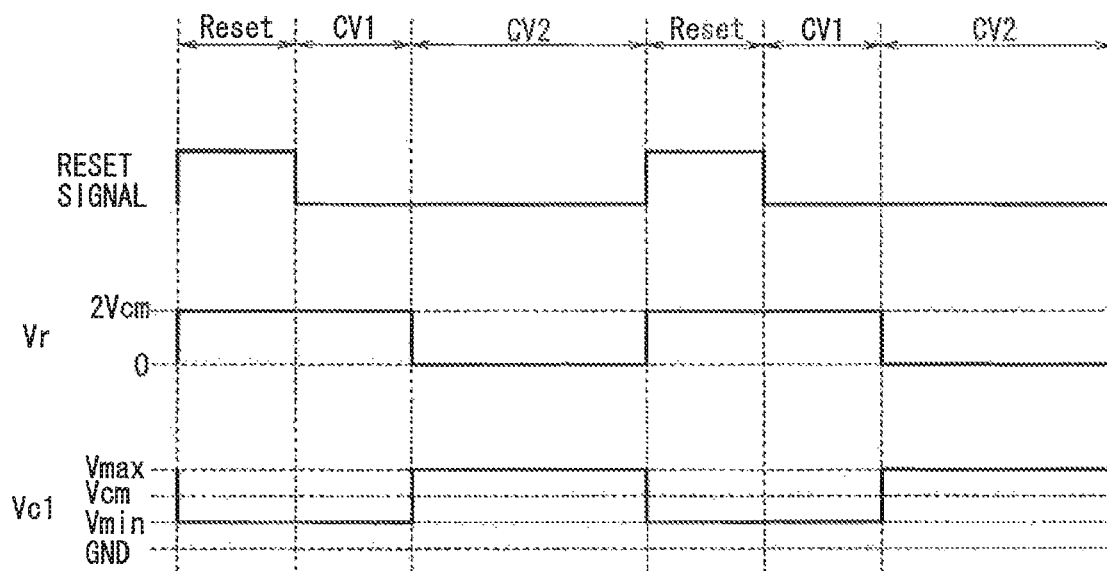 Reset CV1 CV2 Reset CV1 CV2
RESET
SIGNAL
2Vcm
Vr
0
Vmax
Vcm
Vc1
Vmin
GND